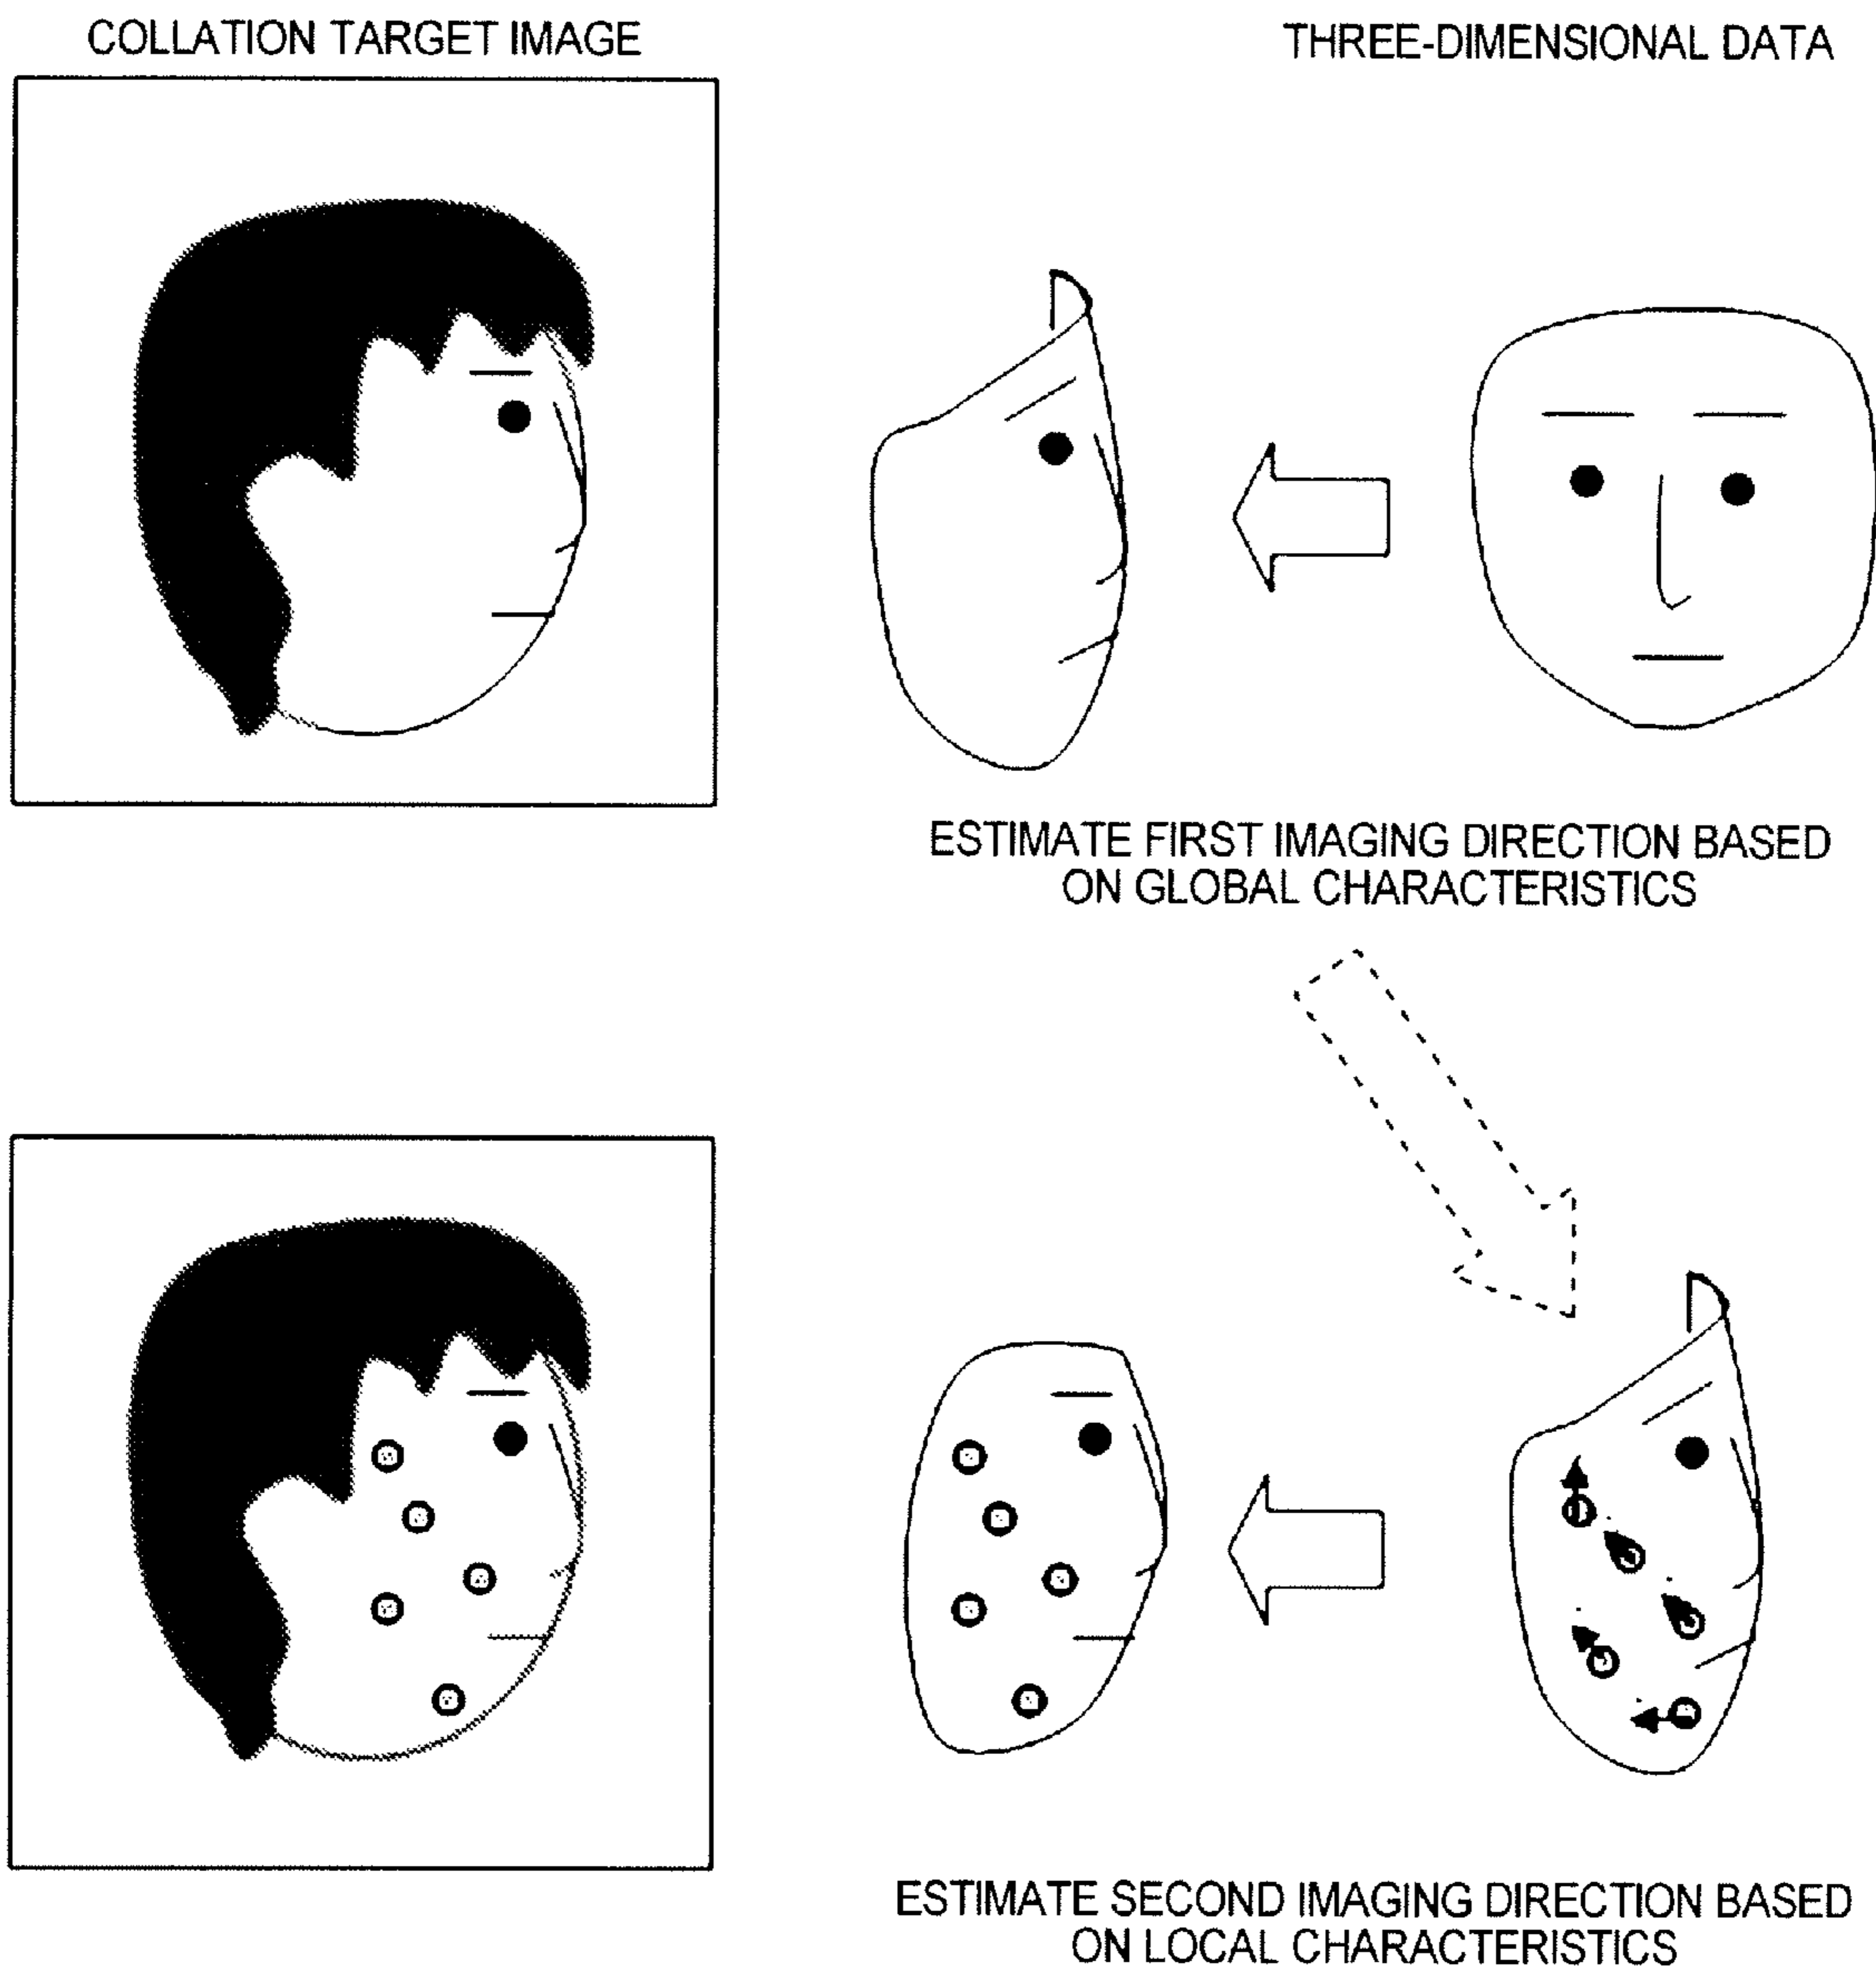 COLLATION TARGET IMAGE
THREE-DIMENSIONAL DATA
ESTIMATE FIRST IMAGING DIRECTION BASED
ON GLOBAL CHARACTERISTICS
ESTIMATE SECOND IMAGING DIRECTION BASED
ON LOCAL CHARACTERISTICS